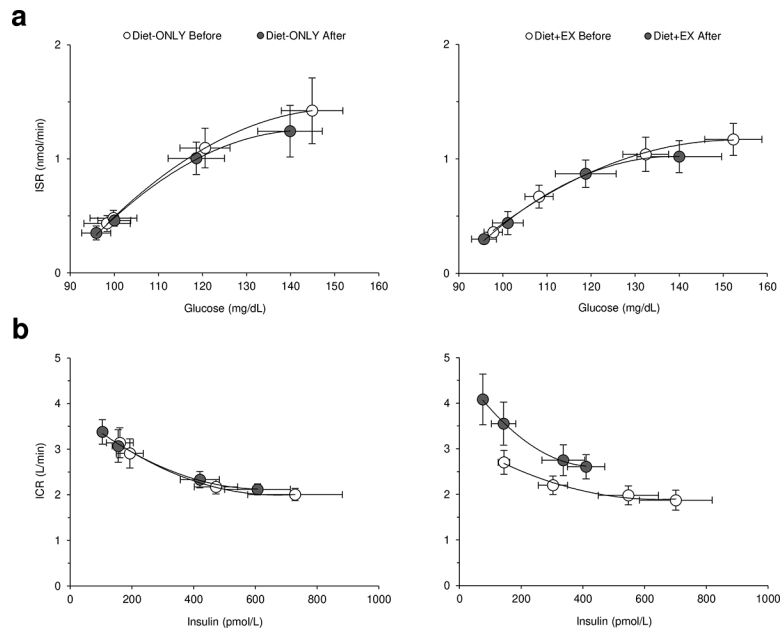 a
Diet-ONLY Before Diet-ONLY After
Diet+EX Before Diet+EX After
ISR (nmol/min)
2
1
0
90 100 110 120 130 140 150 160
Glucose (mg/dL)
2
1
0
90 100 110 120 130 140 150 160
Glucose (mg/dL)
b
ICR (L/min)
5
4
3
2
1
0
0 200 400 600 800 1000
Insulin (pmol/L)
5
4
3
2
1
0
0 200 400 600 800 1000
Insulin (pmol/L)